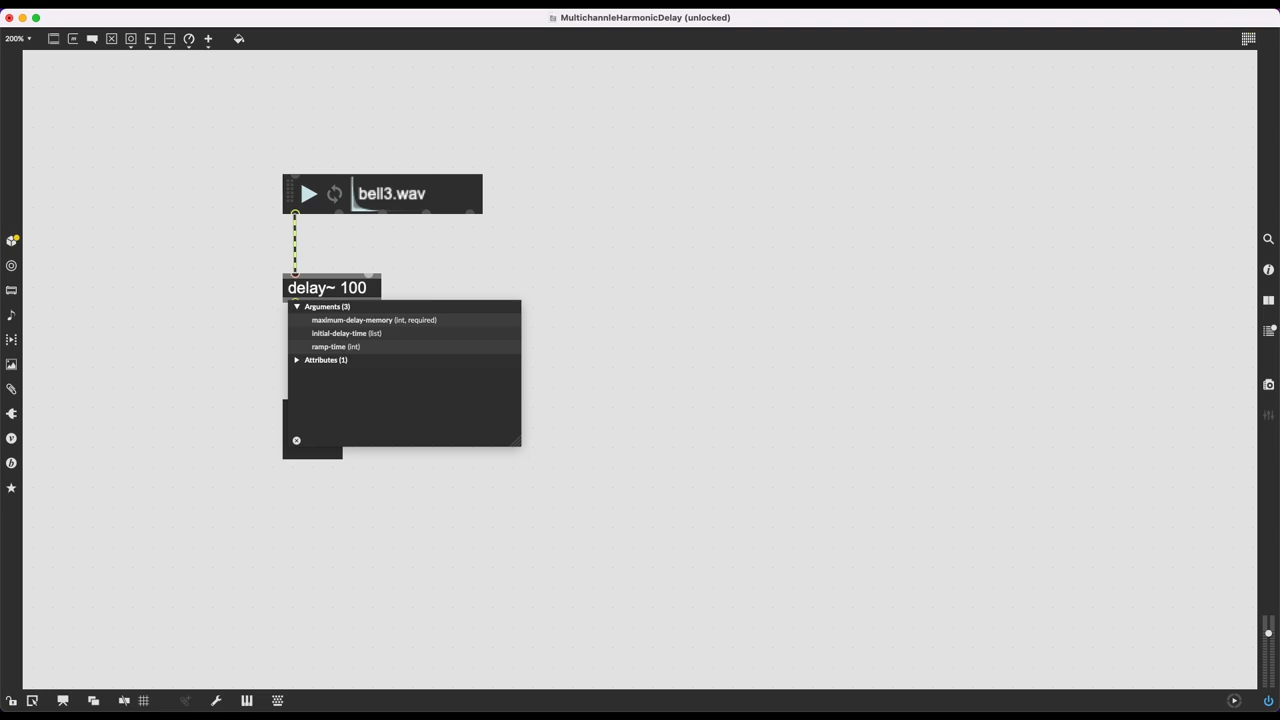 MultichannleHarmonicDelay (unlocked)
200%
bell3.wav
delay~ 100
Arguments (3)
maximum-delay-memory (int, required)
initial-delay-time (list)
ramp-time (int)
Attributes (1)